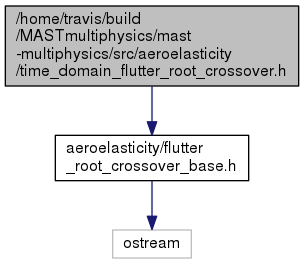 /home/travis/build
/MASTmultiphysics/mast
-multiphysics/src/aeroelasticity
/time_domain_flutter_root_crossover.h
aeroelasticity/flutter
_root_crossover_base.h
ostream